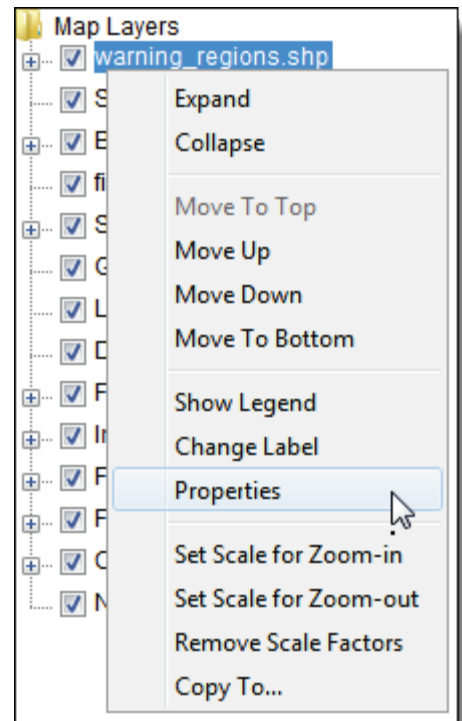 Map Layers
warning_regions.shp
Expand
Collapse
Move To Top
Move Up
Move Down
Move To Bottom
Show Legend
Change Label
Properties
Set Scale for Zoom-in
Set Scale for Zoom-out
Remove Scale Factors
Copy To...